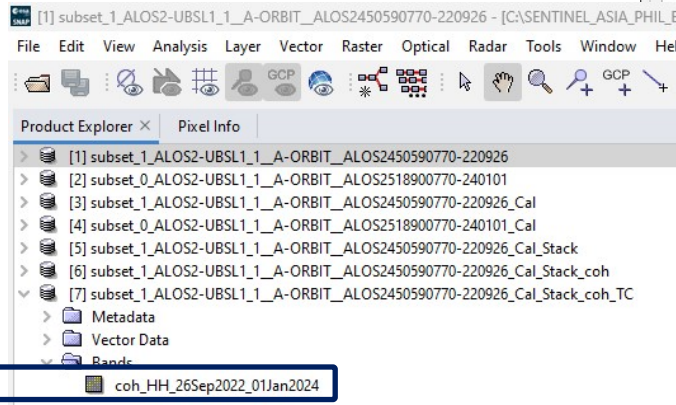 [1] subset_1_ALOS2-UBSL1_1__A-ORBIT__ALOS2450590770-220926 - [C:\SENTINEL_ASIA_PHIL_E
File Edit View Analysis Layer Vector Raster Optical Radar Tools Window Hel
GCP GCP
Product Explorer × Pixel Info
[1] subset_1_ALOS2-UBSL1_1__A-ORBIT__ALOS2450590770-220926
[2] subset_0_ALOS2-UBSL1_1__A-ORBIT__ALOS2518900770-240101
[3] subset_1_ALOS2-UBSL1_1__A-ORBIT__ALOS2450590770-220926_Cal
[4] subset_0_ALOS2-UBSL1_1__A-ORBIT__ALOS2518900770-240101_Cal
[5] subset_1_ALOS2-UBSL1_1__A-ORBIT__ALOS2450590770-220926_Cal_Stack
[6] subset_1_ALOS2-UBSL1_1__A-ORBIT__ALOS2450590770-220926_Cal_Stack_coh
[7] subset_1_ALOS2-UBSL1_1__A-ORBIT__ALOS2450590770-220926_Cal_Stack_coh_TC
Metadata
Vector Data
Bands
coh_HH_26Sep2022_01Jan2024